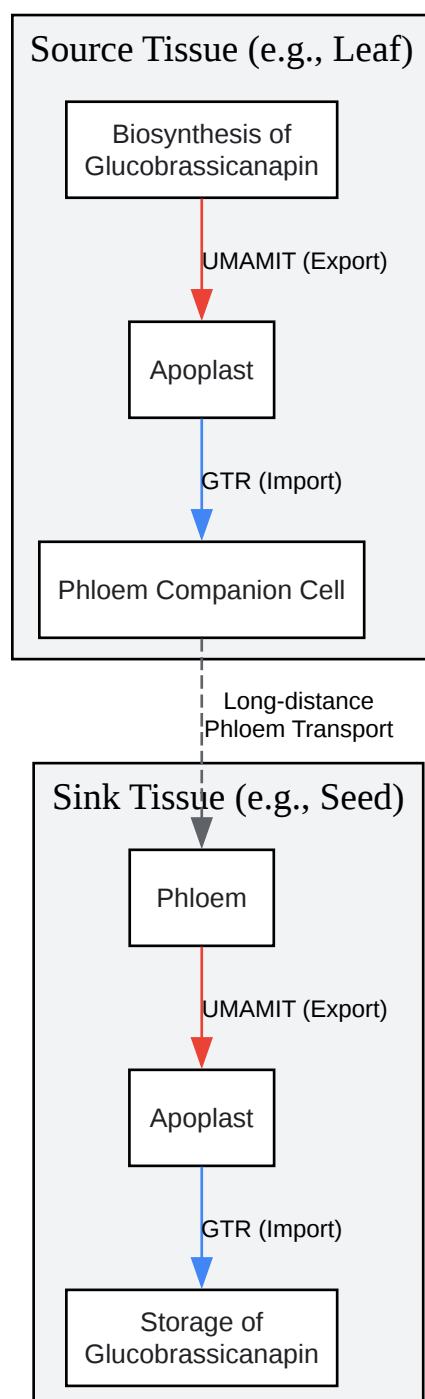 Source Tissue (e.g., Leaf)
Biosynthesis of
Glucobrassicanapin
UMAMIT (Export)
Apoplast
GTR (Import)
Phloem Companion Cell
Long-distance
Phloem Transport
Sink Tissue (e.g., Seed)
Phloem
UMAMIT (Export)
Apoplast
GTR (Import)
Storage of
Glucobrassicanapin